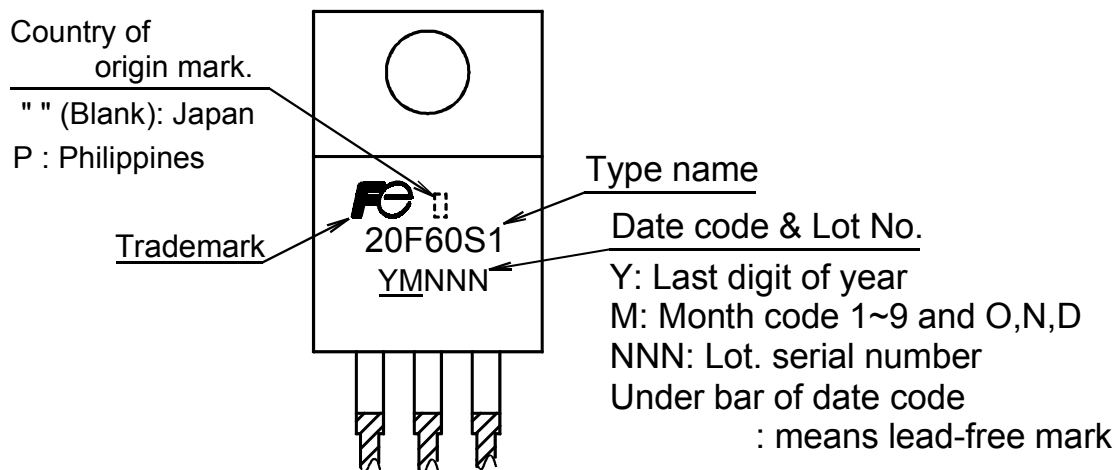 Country of
origin mark.
" " (Blank): Japan
P : Philippines
Trademark
Fe
20F60S1
YMNNN
Type name
Date code & Lot No.
Y: Last digit of year
M: Month code 1~9 and O,N,D
NNN: Lot. serial number
Under bar of date code
: means lead-free mark